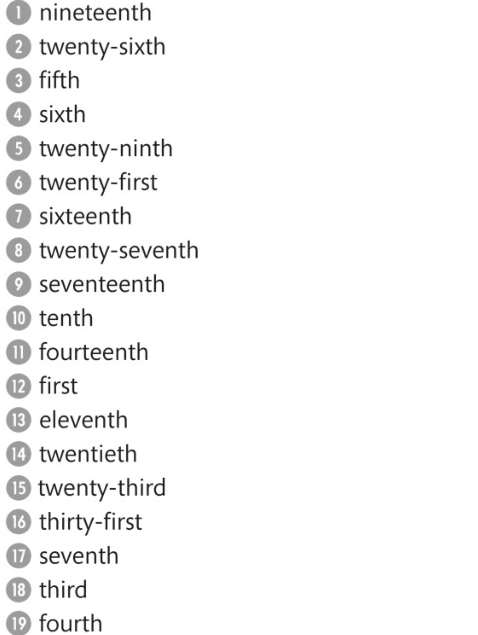 1 nineteenth
2 twenty-sixth
3 fifth
4 sixth
5 twenty-ninth
6 twenty-first
7 sixteenth
8 twenty-seventh
9 seventeenth
10 tenth
11 fourteenth
12 first
13 eleventh
14 twentieth
15 twenty-third
16 thirty-first
17 seventh
18 third
19 fourth